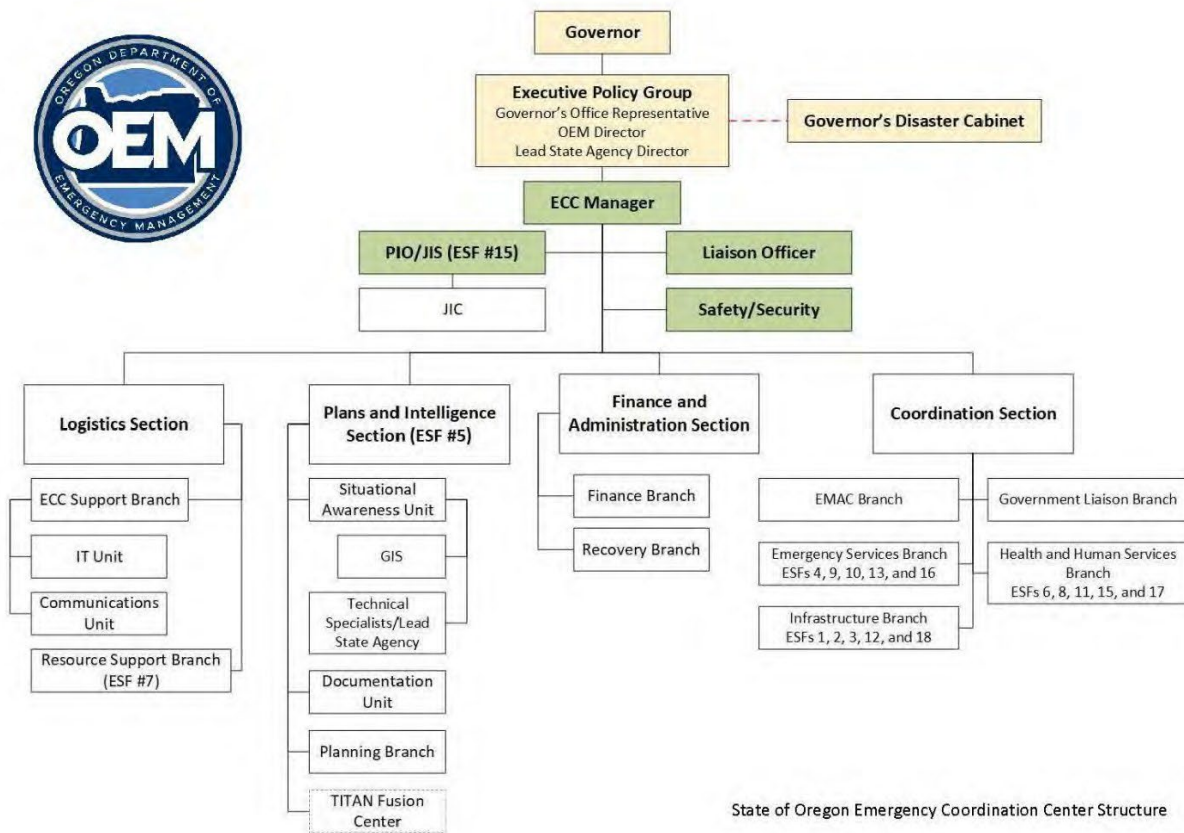 OREGON DEPARTMENT OF
OEM
EMERGENCY MANAGEMENT
Governor
Executive Policy Group
Governor's Office Representative
OEM Director
Lead State Agency Director
Governor's Disaster Cabinet
ECC Manager
PIO/JIS (ESF #15)
Liaison Officer
JIC
Safety/Security
Logistics Section
Plans and Intelligence
Section (ESF #5)
Finance and
Administration Section
Coordination Section
ECC Support Branch
IT Unit
Communications
Unit
Resource Support Branch
(ESF #7)
Situational
Awareness Unit
GIS
Technical
Specialists/Lead
State Agency
Documentation
Unit
Planning Branch
TITAN Fusion
Center
Finance Branch
Recovery Branch
EMAC Branch
Government Liaison Branch
Emergency Services Branch
ESFs 4, 9, 10, 13, and 16
Health and Human Services
Branch
ESFs 6, 8, 11, 15, and 17
Infrastructure Branch
ESFs 1, 2, 3, 12, and 18
State of Oregon Emergency Coordination Center Structure